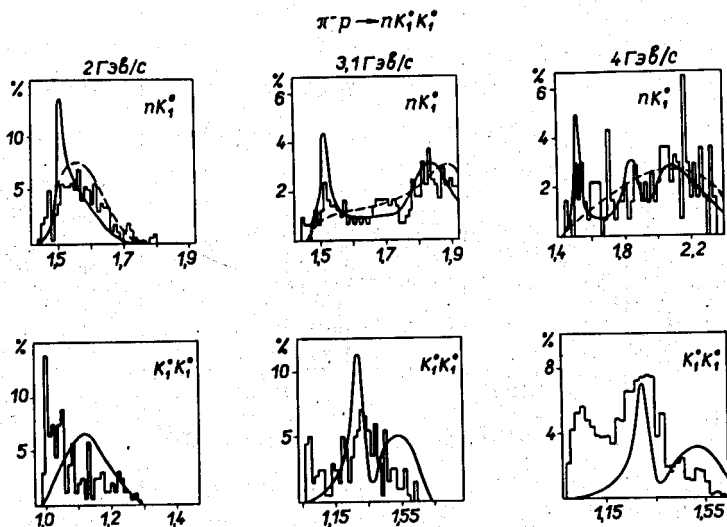 π⁻p → nK₁°K₁°
2 Гэв/с
3,1 Гэв/с
4 Гэв/с
% nK₁°
10
5
1,5 1,7 1,9
% nK₁°
6
4
2
1,5 1,7 1,9
% nK₁°
6
4
2
1,4 1,8 2,2
% K₁°K₁°
10
5
1.0 1.2 1.4
% K₁°K₁°
10
5
1,15 1,55
% K₁°K₁°
8
4
1,15 1,55